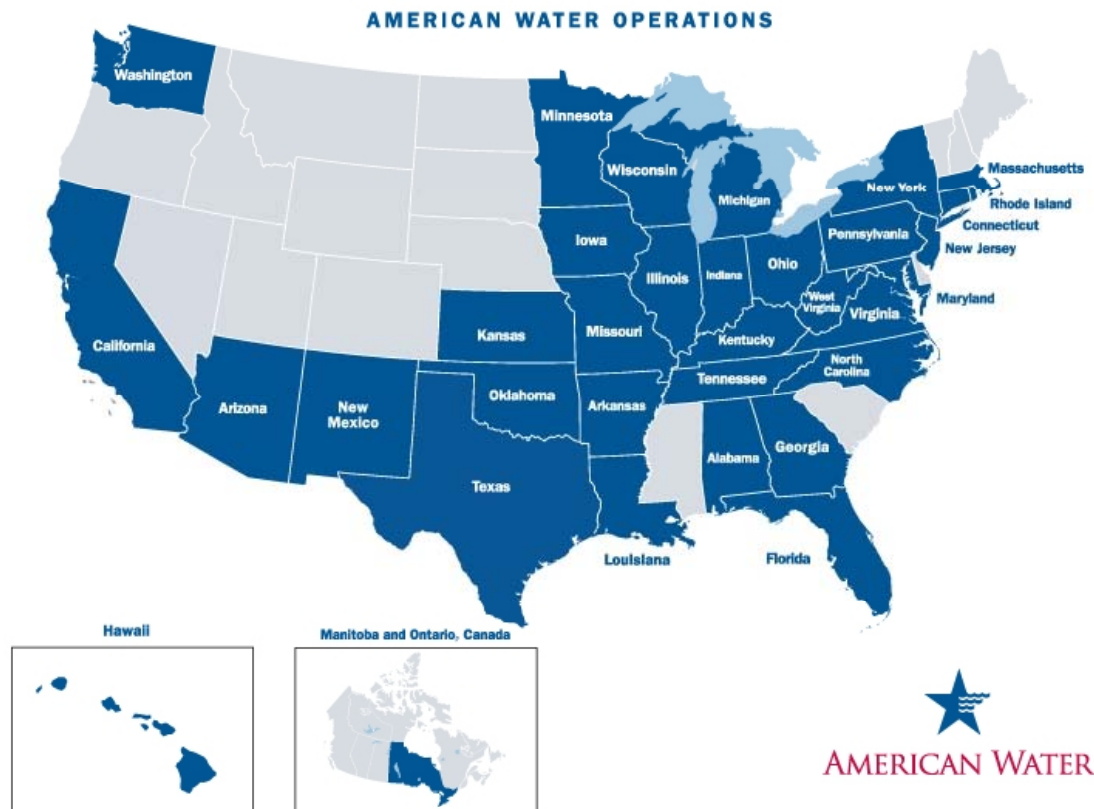 AMERICAN WATER OPERATIONS
Washington
Minnesota
Wisconsin
Michigan
New York
Massachusetts
Rhode Island
Connecticut
New Jersey
Pennsylvania
Iowa
Illinois
Indiana
Ohio
West
Virginia
Virginia
Maryland
California
Kansas
Missouri
Kentucky
North
Carolina
Tennessee
Arizona
New
Mexico
Oklahoma
Arkansas
Texas
Alabama
Georgia
Louisiana
Florida
Hawaii
Manitoba and Ontario, Canada
AMERICAN WATER